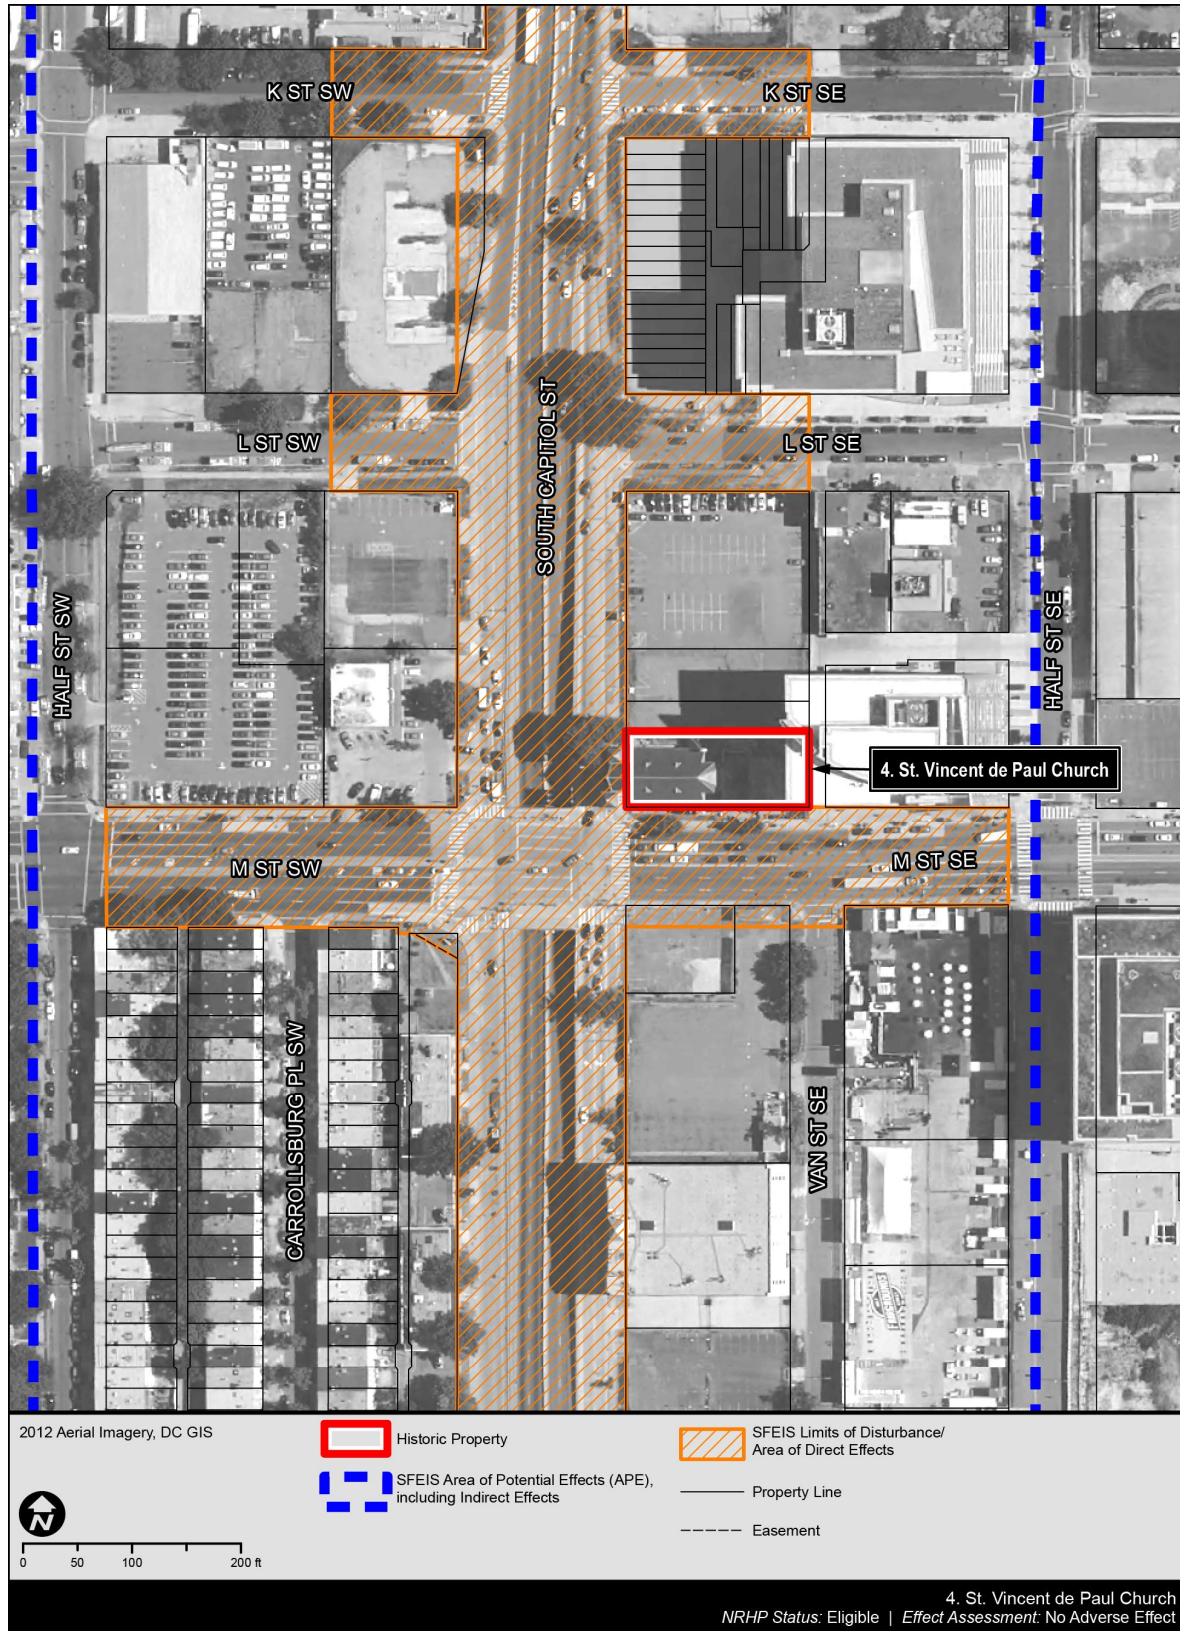 K ST SW
K ST SE
SOUTH CAPITOL ST
L ST SW
L ST SE
HALF ST SW
HALF ST SE
4. St. Vincent de Paul Church
M ST SW
M ST SE
CARROLLSBURG PL SW
VAN ST SE
2012 Aerial Imagery, DC GIS
N
0 50 100 200 ft
Historic Property
SFEIS Area of Potential Effects (APE),
including Indirect Effects
SFEIS Limits of Disturbance/
Area of Direct Effects
Property Line
Easement
4. St. Vincent de Paul Church
NRHP Status: Eligible | Effect Assessment: No Adverse Effect